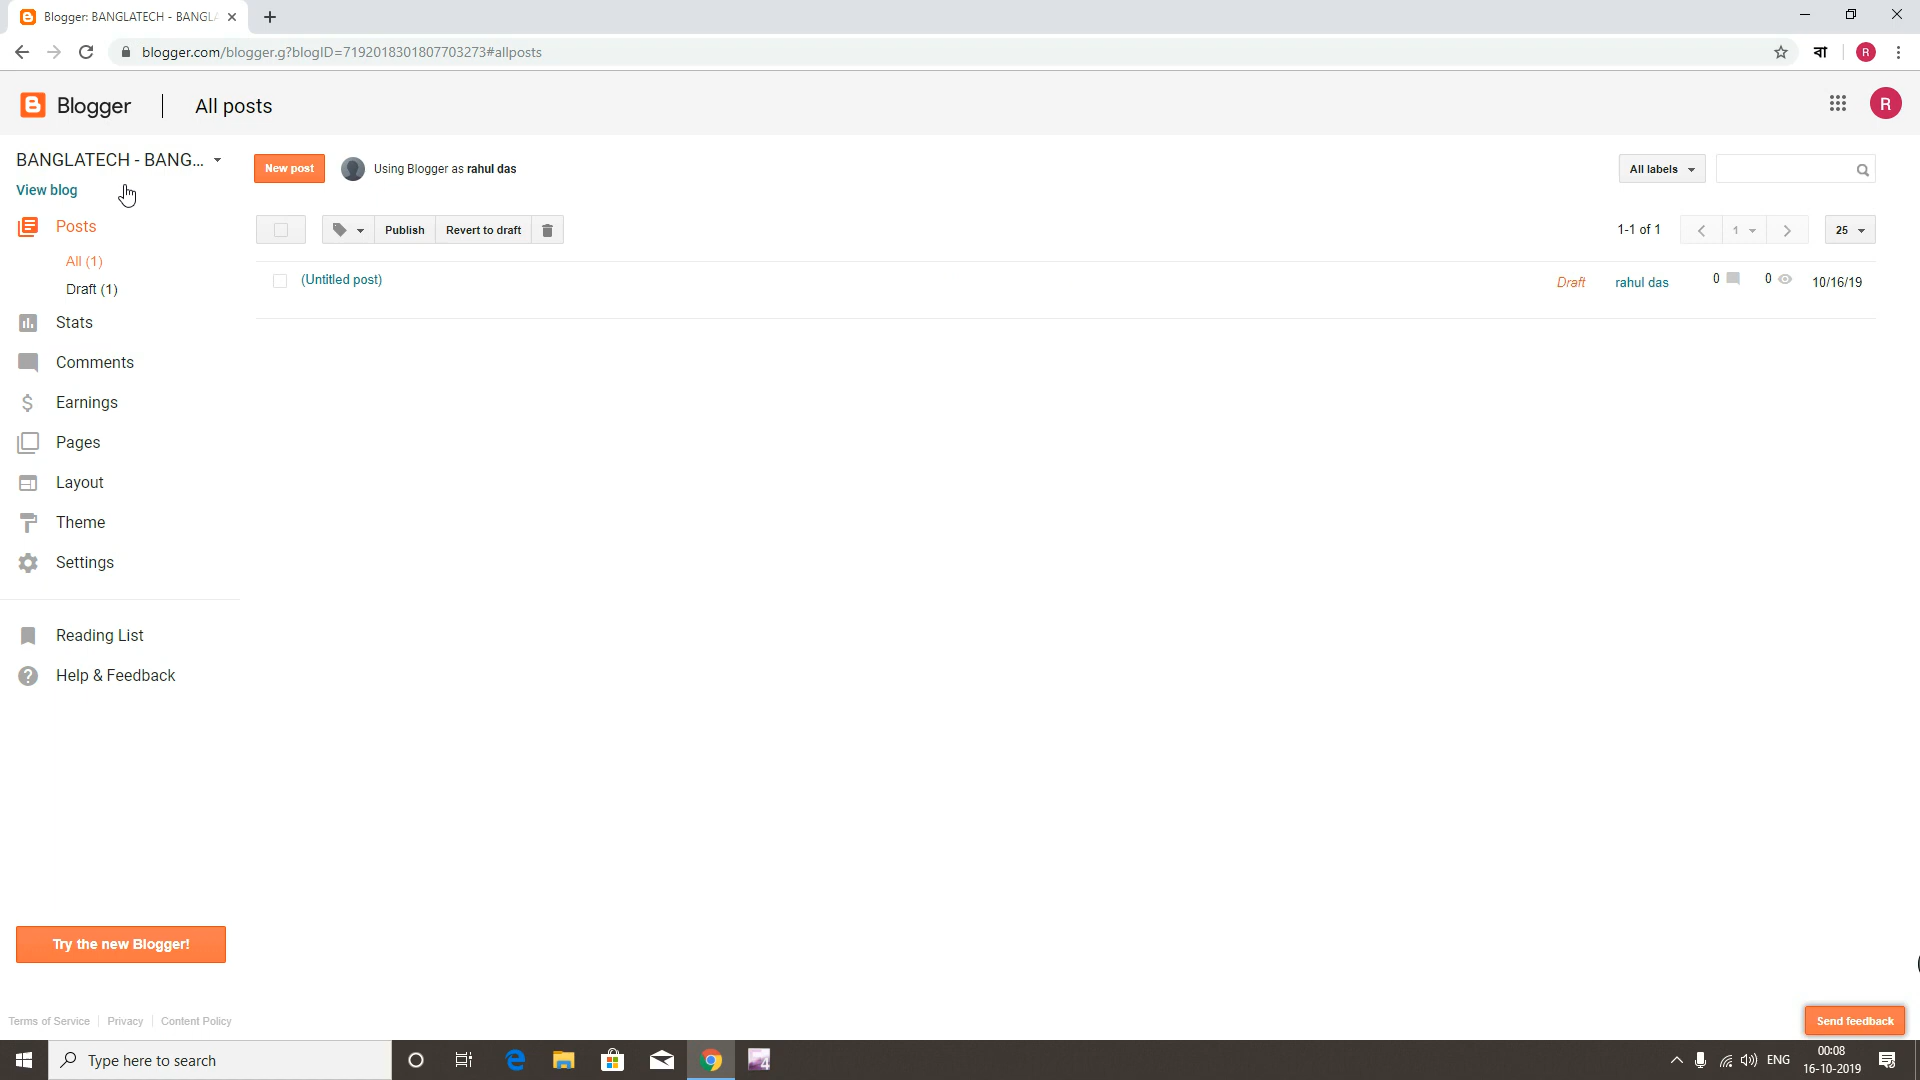 Blogger: BANGLATECH - BANGL
blogger.com/blogger.g?blogID=7192018301807703273#allposts
বা
R
Blogger
All posts
R
BANGLATECH - BANG...
New post
Using Blogger as rahul das
All labels
View blog
Posts
Publish
Revert to draft
1-1 of 1
1
25
All (1)
(Untitled post)
Draft
rahul das
0
0
10/16/19
Draft (1)
Stats
Comments
Earnings
Pages
Layout
Theme
Settings
Reading List
Help & Feedback
Try the new Blogger!
Terms of Service
Privacy
Content Policy
Send feedback
Type here to search
4
ENG
00:08
16-10-2019